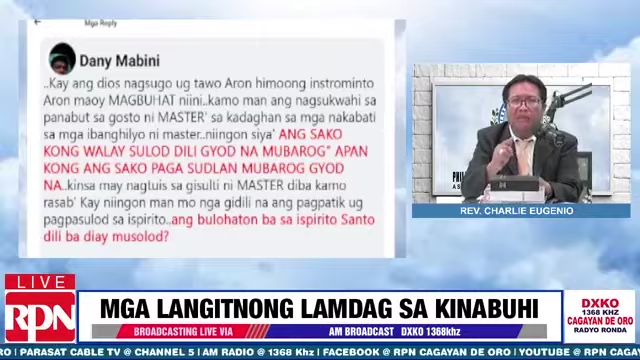 Mga Reply
Dany Mabini
..Kay ang dios nagsugo ug tawo Aron himoong instrominto
Aron maoy MAGBUHAT niini..kamo man ang nagsukwahi sa
panabut sa gosto ni MASTER' sa kadaghan sa mga nakabati
sa mga ibanghilyo ni master..niingon siya' ANG SAKO
KONG WALAY SULOD DILI GYOD NA MUBAROG" APAN
KONG ANG SAKO PAGA SUDLAN MUBAROG GYOD
NA..kinsa may nagtuis sa gisulti ni MASTER diba kamo
rasab' Kay niingon man mo nga gidili na ang pagpatik ug
pagpasulod sa ispirito..ang bulohaton ba sa ispirito Santo
dili ba diay musolod?
REV. CHARLIE EUGENIO
LIVE
RPN
MGA LANGITNONG LAMDAG SA KINABUHI
BROADCASTING LIVE VIA
AM BROADCAST DXKO 1368khz
DXKO
1368 KHZ
CAGAYAN DE ORO
RADYO RONDA
RO | PARASAT CABLE TV @ CHANNEL 5 | AM RADIO @ 1368 Khz | FACEBOOK @ RPN CAGAYAN DE ORO | YOUTUBE @ RPN CAGAYAN DE ORO